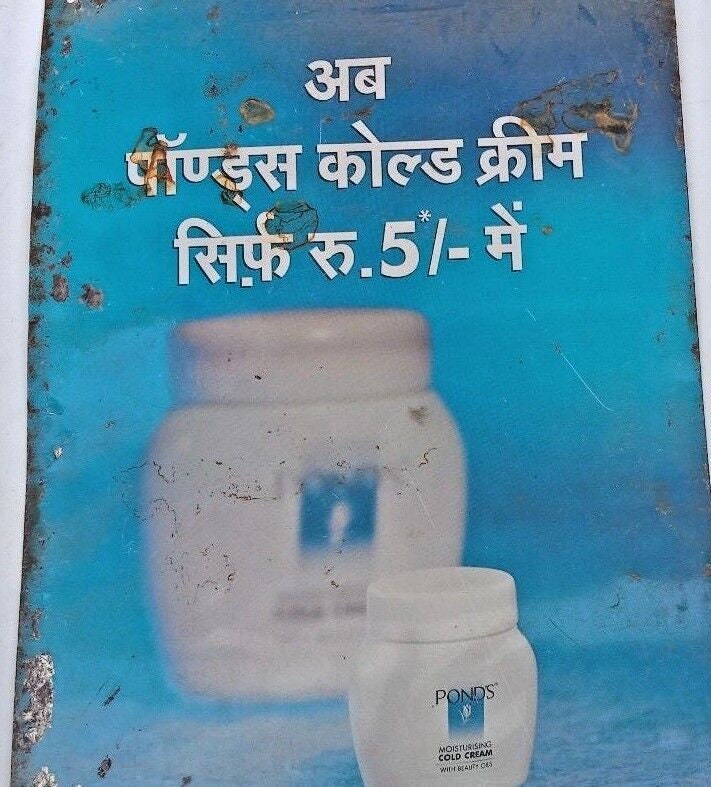 अब
पॉण्ड्स कोल्ड क्रीम
सिर्फ़ रु.5*/- में
POND'S
MOISTURISING
COLD CREAM
WITH BEAUTY OILS